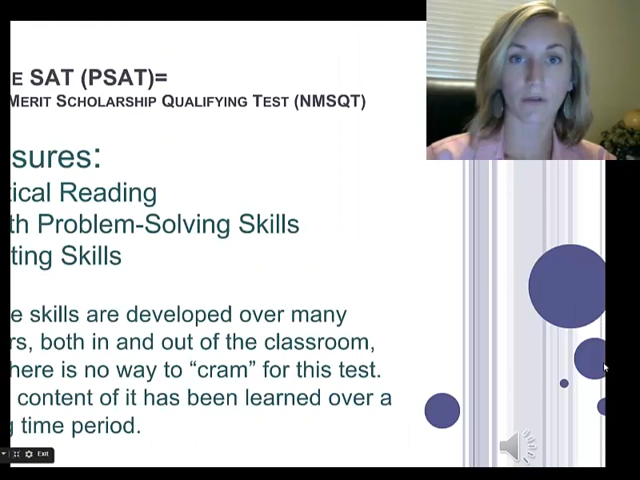 E SAT (PSAT)=
MERIT SCHOLARSHIP QUALIFYING TEST (NMSQT)
sures:
tical Reading
th Problem-Solving Skills
ting Skills
e skills are developed over many
rs, both in and out of the classroom,
here is no way to “cram” for this test.
content of it has been learned over a
g time period.
Exit